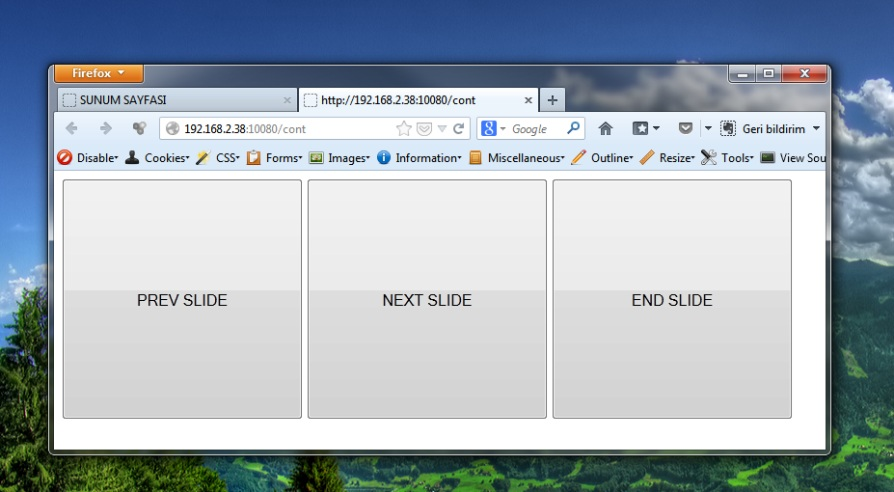 Firefox
SUNUM SAYFASI
http://192.168.2.38:10080/cont
192.168.2.38:10080/cont
Google
Geri bildirim
Disable
Cookies
CSS
Forms
Images
Information
Miscellaneous
Outline
Resize
Tools
View Sou
PREV SLIDE
NEXT SLIDE
END SLIDE